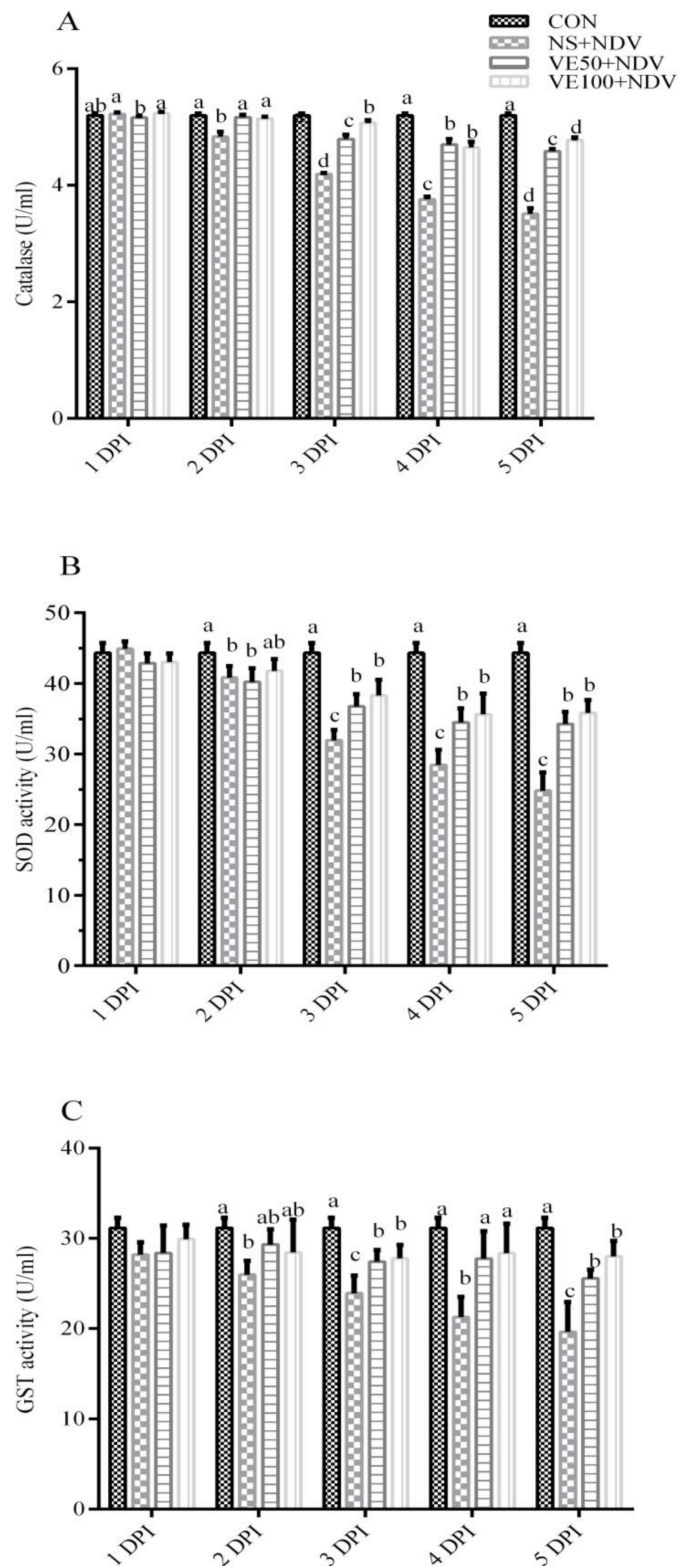 A
CON
NS+NDV
VE50+NDV
VE100+NDV
6
4
2
0
Catalase (U/ml)
ab a b a
a b a a
d c b
a c b b
a d c d
1 DPI 2 DPI 3 DPI 4 DPI 5 DPI
B
50
40
30
20
10
0
SOD activity (U/ml)
a b b ab
a c b b
a c b b
a c b b
1 DPI 2 DPI 3 DPI 4 DPI 5 DPI
C
40
30
20
10
0
GST activity (U/ml)
a b ab ab
a c b b
a b a a
a c b b
1 DPI 2 DPI 3 DPI 4 DPI 5 DPI